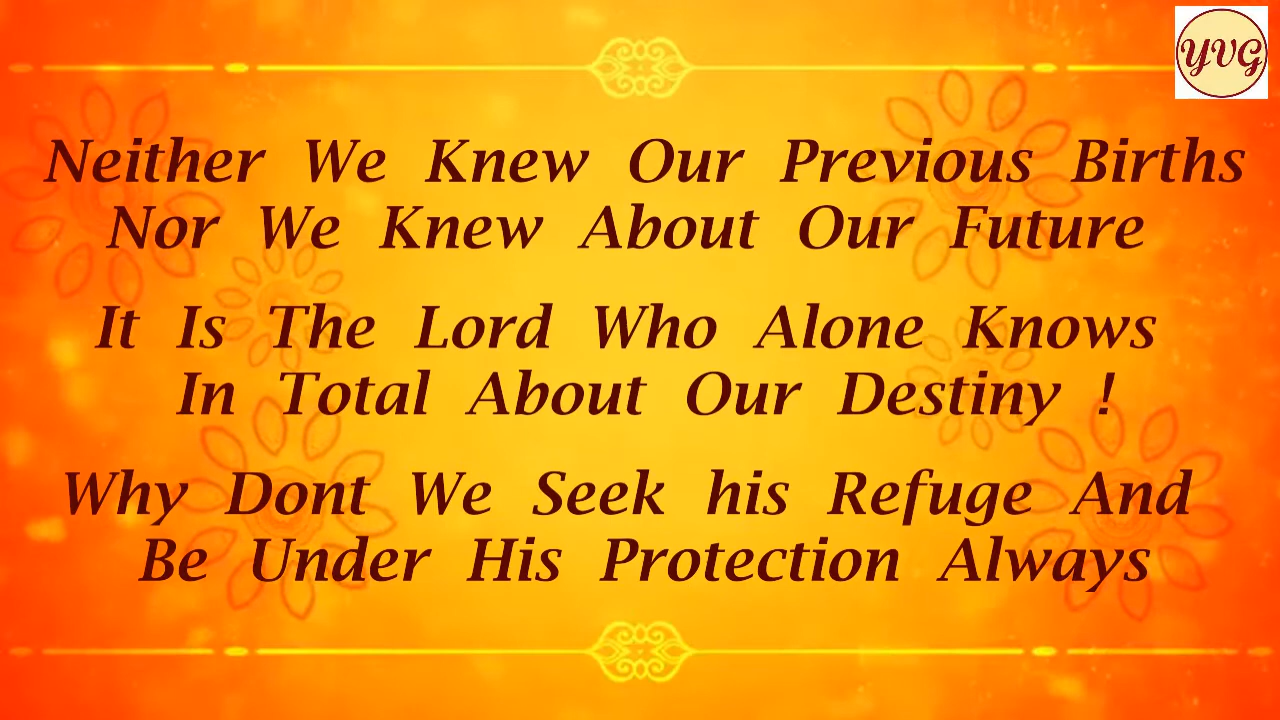 YVG
Neither We Knew Our Previous Births
Nor We Knew About Our Future
It Is The Lord Who Alone Knows
In Total About Our Destiny !
Why Dont We Seek his Refuge And
Be Under His Protection Always